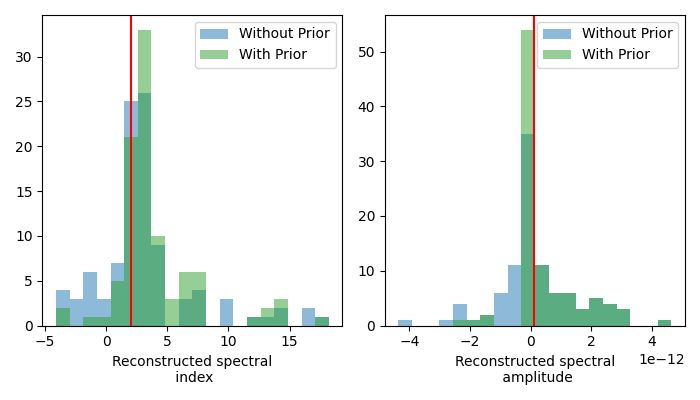 Without Prior
With Prior
30
25
20
15
10
5
0
−5
0
5
10
15
Reconstructed spectral
index
Without Prior
With Prior
50
40
30
20
10
0
−4
−2
0
2
4
1e−12
Reconstructed spectral
amplitude